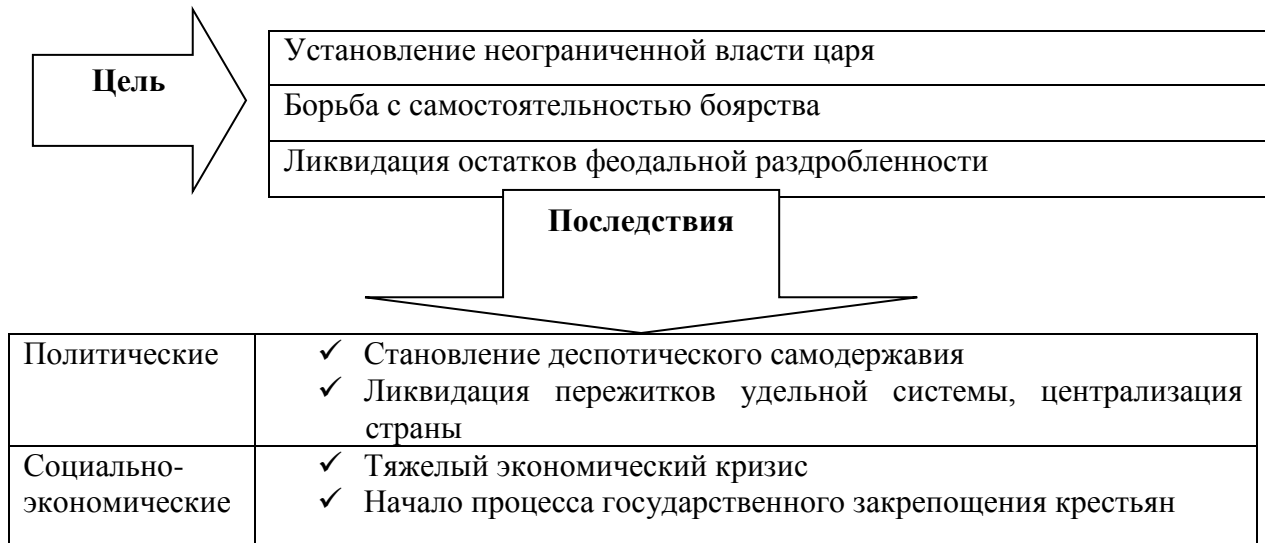 Цель
Установление неограниченной власти царя
Борьба с самостоятельностью боярства
Ликвидация остатков феодальной раздробленности
Последствия
Политические
✓ Становление деспотического самодержавия
✓ Ликвидация пережитков удельной системы, централизация
страны
Социально-
экономические
✓ Тяжелый экономический кризис
✓ Начало процесса государственного закрепощения крестьян